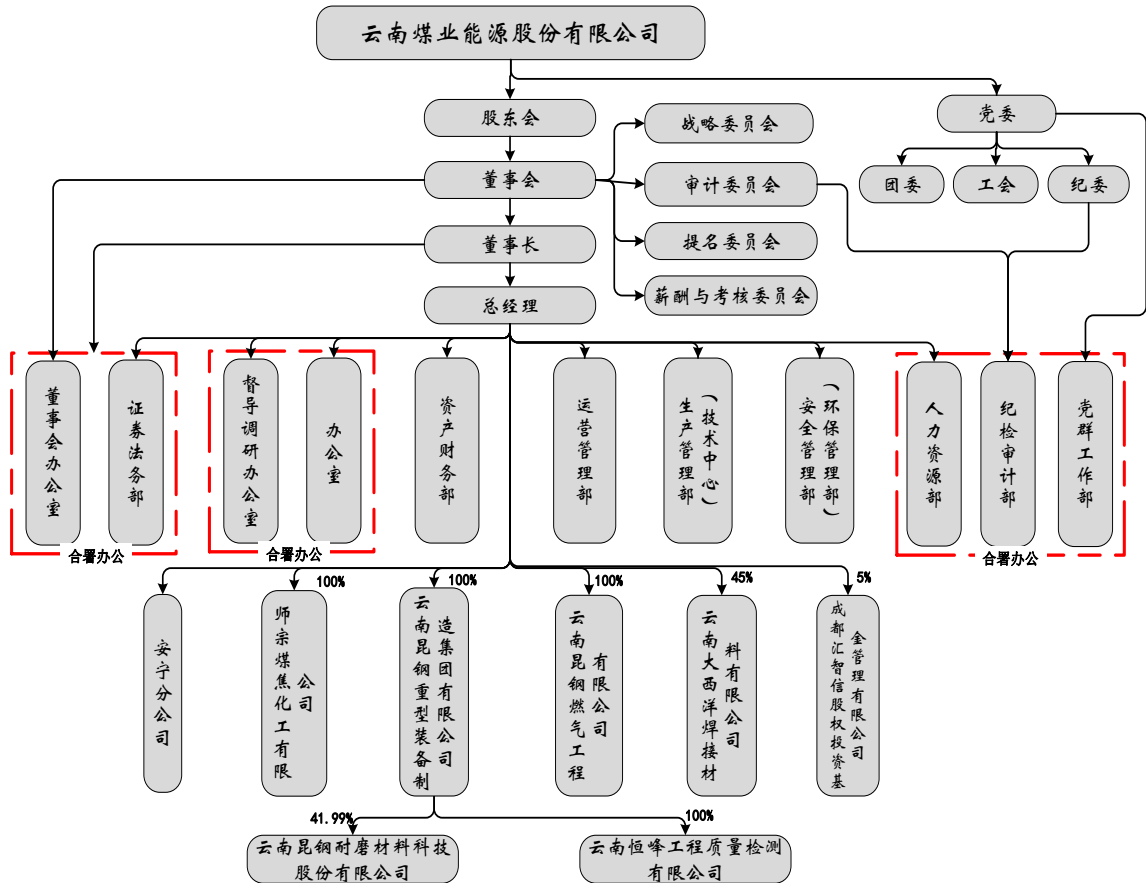 云南煤业能源股份有限公司
股东会
战略委员会
党委
董事会
审计委员会
团委
工会
纪委
董事长
提名委员会
总经理
薪酬与考核委员会
董事会办公室
证券法务部
督导调研办公室
办公室
资产财务部
运营管理部
生产管理部
（技术中心）
安全管理部
（环保管理部）
人力资源部
纪检审计部
党群工作部
合署办公
合署办公
合署办公
100%
100%
100%
45%
5%
安宁分公司
师宗煤焦化工有限
公司
云南昆钢重型装备制
造集团有限公司
云南昆钢燃气工程
有限公司
云南大西洋焊接材
料有限公司
成都汇智信股权投资基
金管理有限公司
41.99%
100%
云南昆钢耐磨材料科技
股份有限公司
云南恒峰工程质量检测
有限公司